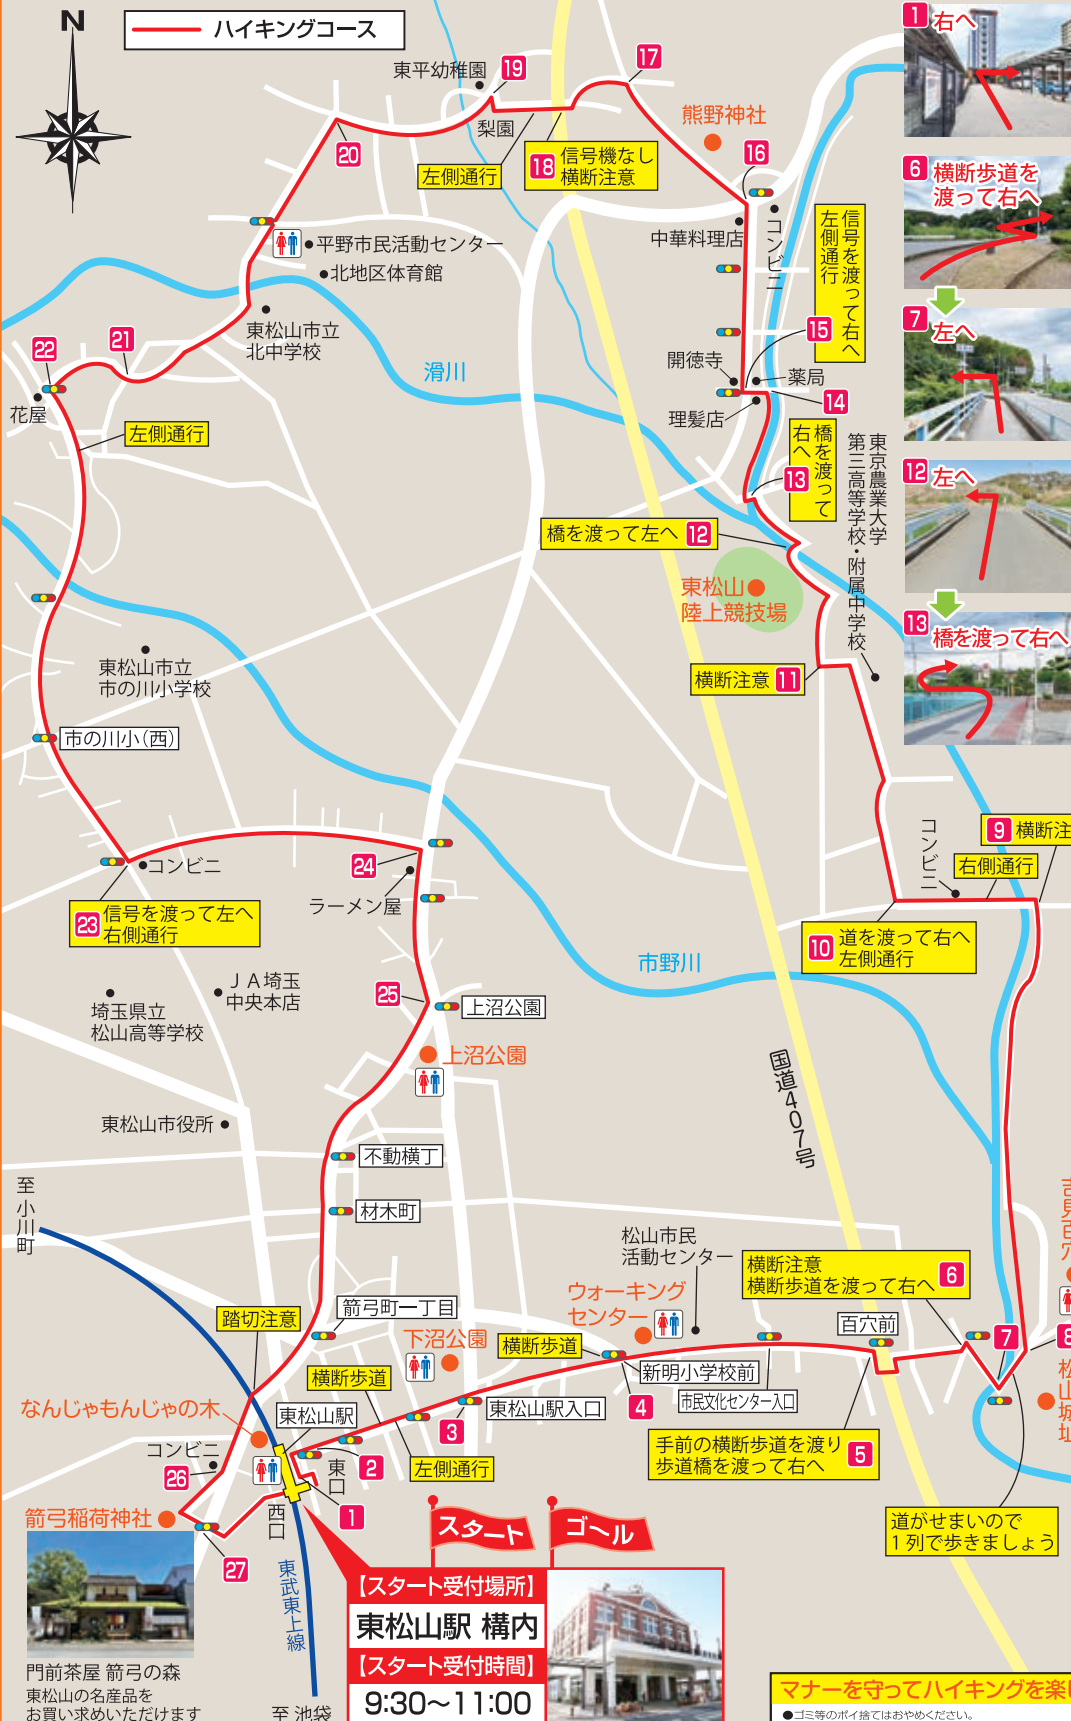 N
ハイキングコース
1 右へ
6 横断歩道を
渡って右へ
7 左へ
12 左へ
13 橋を渡って右へ
東平幼稚園
19
17
梨園
熊野神社
20
左側通行
18 信号機なし
横断注意
16
中華料理店
コンビニ
信号を渡って右へ
左側通行
平野市民活動センター
北地区体育館
東松山市立
北中学校
21
22
花屋
左側通行
滑川
15
開徳寺
薬局
14
理髪店
橋を渡って
右へ
13
東京農業大学
第三高等学校・附属中学校
橋を渡って左へ 12
東松山
陸上競技場
横断注意 11
東松山市立
市の川小学校
市の川小(西)
コンビニ
24
ラーメン屋
23 信号を渡って左へ
右側通行
コンビニ
9 横断注
右側通行
10 道を渡って右へ
左側通行
市野川
JA埼玉
中央本店
埼玉県立
松山高等学校
25
上沼公園
上沼公園
国道407号
東松山市役所
不動横丁
材木町
至小川町
松山市民
活動センター
ウォーキング
センター
横断注意
横断歩道を渡って右へ 6
吉見百穴
踏切注意
箭弓町一丁目
下沼公園
横断歩道
百穴前
7
8
松山城址
横断歩道
新明小学校前
市民文化センター入口
なんじゃもんじゃの木
東松山駅
東松山駅入口
3
4
コンビニ
26
東口
2
左側通行
手前の横断歩道を渡り
歩道橋を渡って右へ 5
箭弓稲荷神社
西口
1
27
スタート
ゴール
道がせまいので
1列で歩きましょう
東武東上線
【スタート受付場所】
東松山駅 構内
【スタート受付時間】
9:30〜11:00
門前茶屋 箭弓の森
東松山の名産品を
お買い求めいただけます
至 池袋
マナーを守ってハイキングを楽し
●ゴミ等のポイ捨てはおやめください。